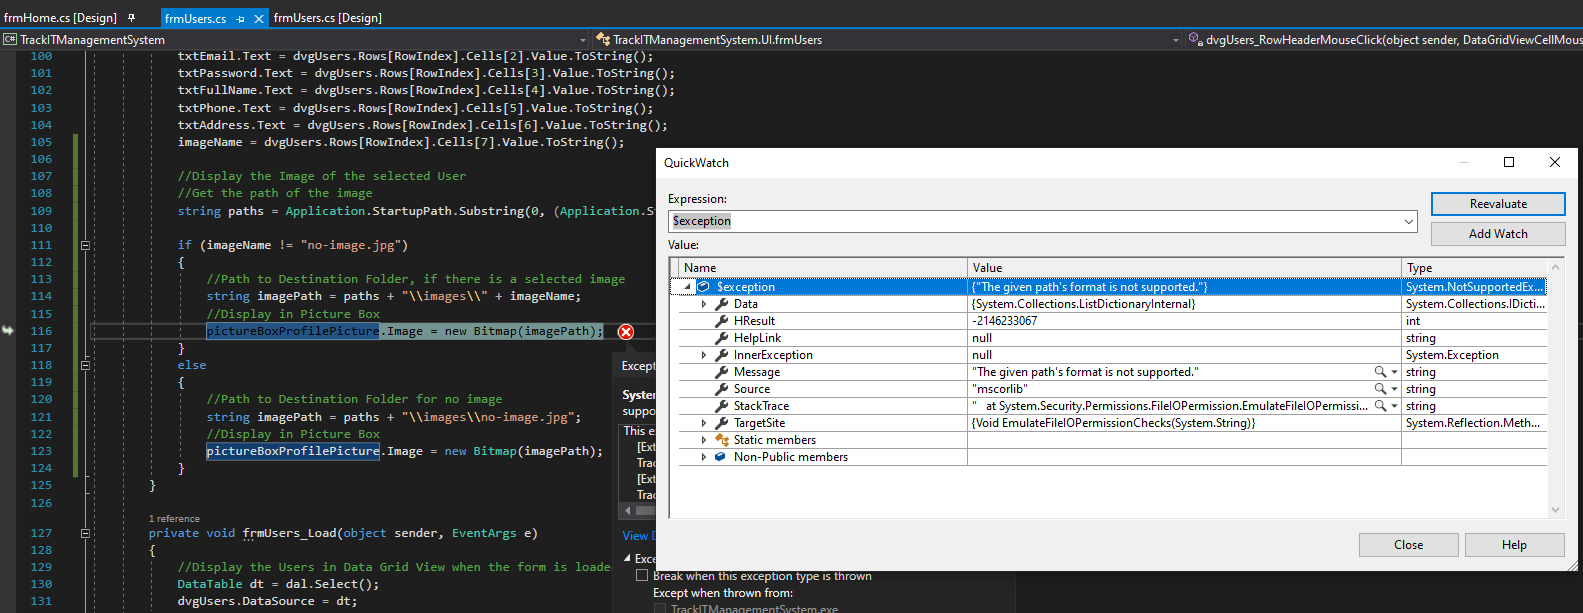 frmHome.cs [Design]
frmUsers.cs
frmUsers.cs [Design]
C# TrackITManagementSystem
TrackITManagementSystem.UI.frmUsers
dvgUsers_RowHeaderMouseClick(object sender, DataGridViewCellMous
100 txtEmail.Text = dvgUsers.Rows[RowIndex].Cells[2].Value.ToString();
101 txtPassword.Text = dvgUsers.Rows[RowIndex].Cells[3].Value.ToString();
102 txtFullName.Text = dvgUsers.Rows[RowIndex].Cells[4].Value.ToString();
103 txtPhone.Text = dvgUsers.Rows[RowIndex].Cells[5].Value.ToString();
104 txtAddress.Text = dvgUsers.Rows[RowIndex].Cells[6].Value.ToString();
105 imageName = dvgUsers.Rows[RowIndex].Cells[7].Value.ToString();
106
107 //Display the Image of the selected User
108 //Get the path of the image
109 string paths = Application.StartupPath.Substring(0, (Application.S
110
111 if (imageName != "no-image.jpg")
112 {
113 //Path to Destination Folder, if there is a selected image
114 string imagePath = paths + "\\images\\" + imageName;
115 //Display in Picture Box
116 pictureBoxProfilePicture.Image = new Bitmap(imagePath);
117 }
118 else
119 {
120 //Path to Destination Folder for no image
121 string imagePath = paths + "\\images\\no-image.jpg";
122 //Display in Picture Box
123 pictureBoxProfilePicture.Image = new Bitmap(imagePath);
124 }
125 }
126
1 reference
127 private void frmUsers_Load(object sender, EventArgs e)
128 {
129 //Display the Users in Data Grid View when the form is loade
130 DataTable dt = dal.Select();
131 dvgUsers.DataSource = dt;
Except
System
suppo
This e
[Ext
Trac
[Ext
Trac
View D
Exce
Break when this exception type is thrown
Except when thrown from:
TrackITManagementSystem.exe
QuickWatch
Expression:
$exception
Reevaluate
Add Watch
Value:
Name Value Type
$exception {"The given path's format is not supported."} System.NotSupportedEx...
Data {System.Collections.ListDictionaryInternal} System.Collections.IDicti...
HResult -2146233067 int
HelpLink null string
InnerException null System.Exception
Message "The given path's format is not supported." string
Source "mscorlib" string
StackTrace " at System.Security.Permissions.FileIOPermission.EmulateFileIOPermissi... string
TargetSite {Void EmulateFileIOPermissionChecks(System.String)} System.Reflection.Meth...
Static members
Non-Public members
Close
Help